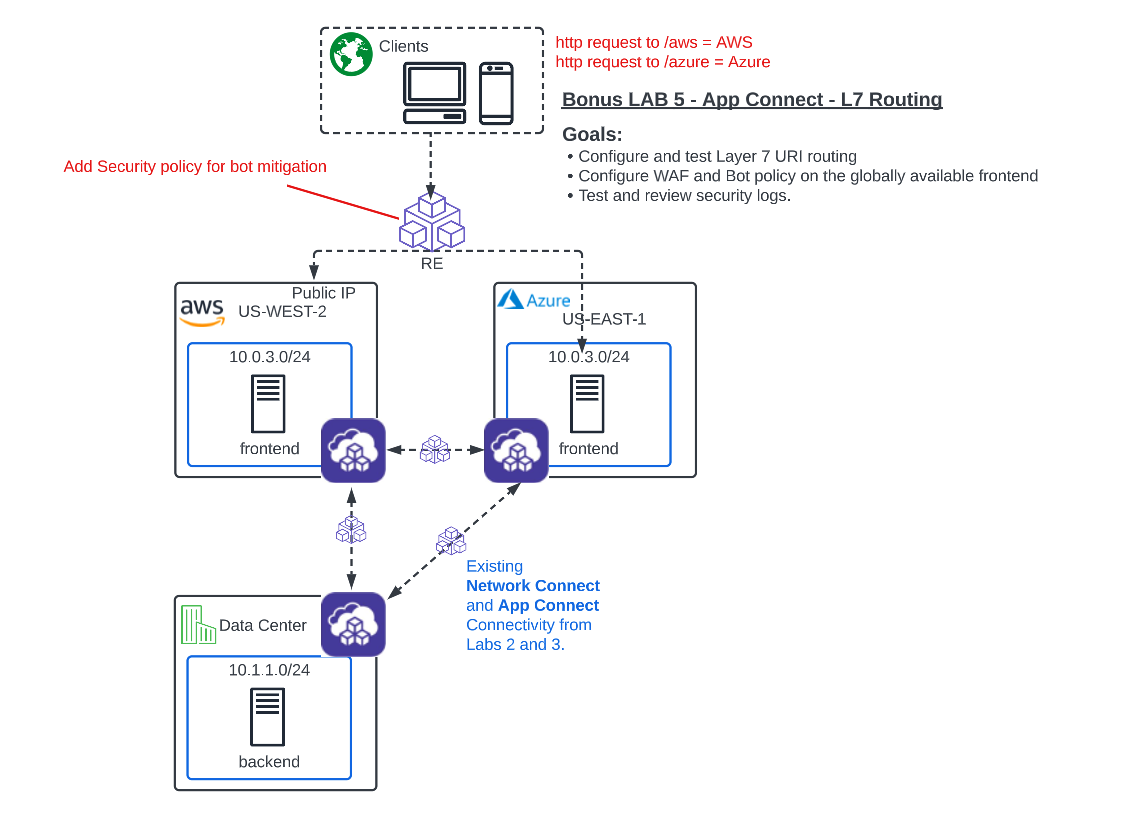 Clients
http request to /aws = AWS
http request to /azure = Azure
Bonus LAB 5 - App Connect - L7 Routing
Goals:
• Configure and test Layer 7 URI routing
• Configure WAF and Bot policy on the globally available frontend
• Test and review security logs.
Add Security policy for bot mitigation
RE
aws
Public IP
US-WEST-2
10.0.3.0/24
frontend
Azure
US-EAST-1
10.0.3.0/24
frontend
Existing
Network Connect
and App Connect
Connectivity from
Labs 2 and 3.
Data Center
10.1.1.0/24
backend